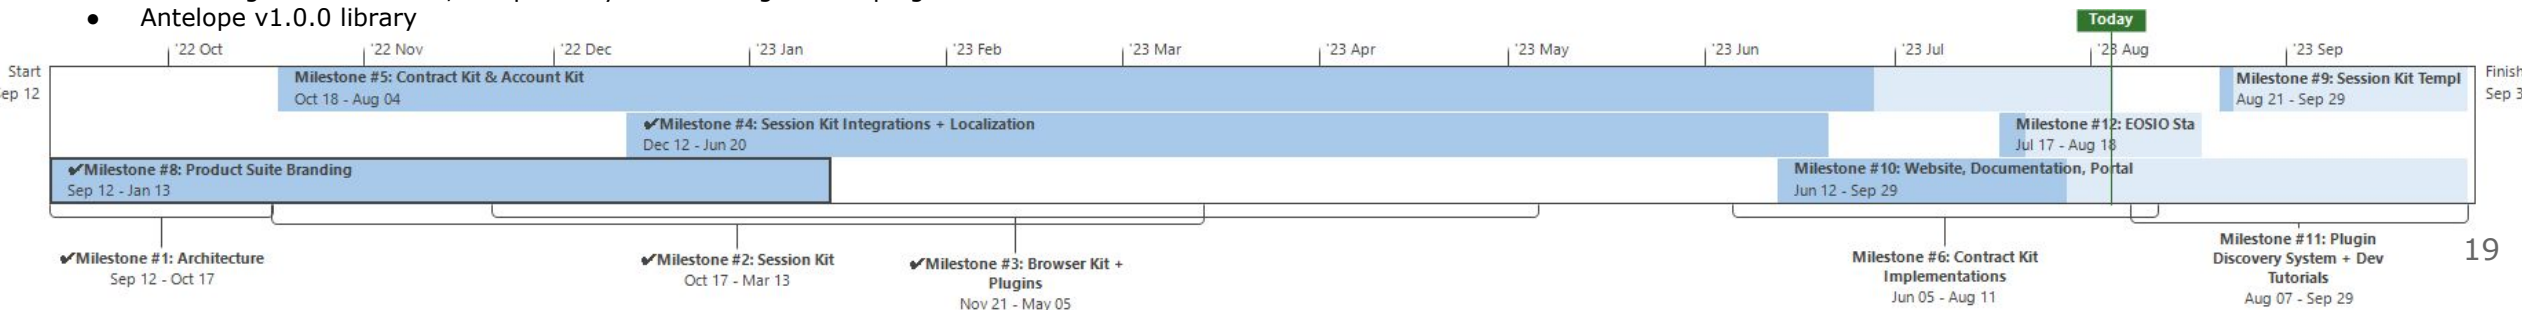 ● Antelope v1.0.0 library
Today
'22 Oct '22 Nov '22 Dec '23 Jan '23 Feb '23 Mar '23 Apr '23 May '23 Jun '23 Jul '23 Aug '23 Sep
Start
Sep 12
Milestone #5: Contract Kit & Account Kit
Oct 18 - Aug 04
Milestone #9: Session Kit Templ
Aug 21 - Sep 29
Finish
Sep 3
✔Milestone #4: Session Kit Integrations + Localization
Dec 12 - Jun 20
Milestone #12: EOSIO Sta
Jul 17 - Aug 18
✔Milestone #8: Product Suite Branding
Sep 12 - Jan 13
Milestone #10: Website, Documentation, Portal
Jun 12 - Sep 29
✔Milestone #1: Architecture
Sep 12 - Oct 17
✔Milestone #2: Session Kit
Oct 17 - Mar 13
✔Milestone #3: Browser Kit +
Plugins
Nov 21 - May 05
Milestone #6: Contract Kit
Implementations
Jun 05 - Aug 11
Milestone #11: Plugin
Discovery System + Dev
Tutorials
Aug 07 - Sep 29
19